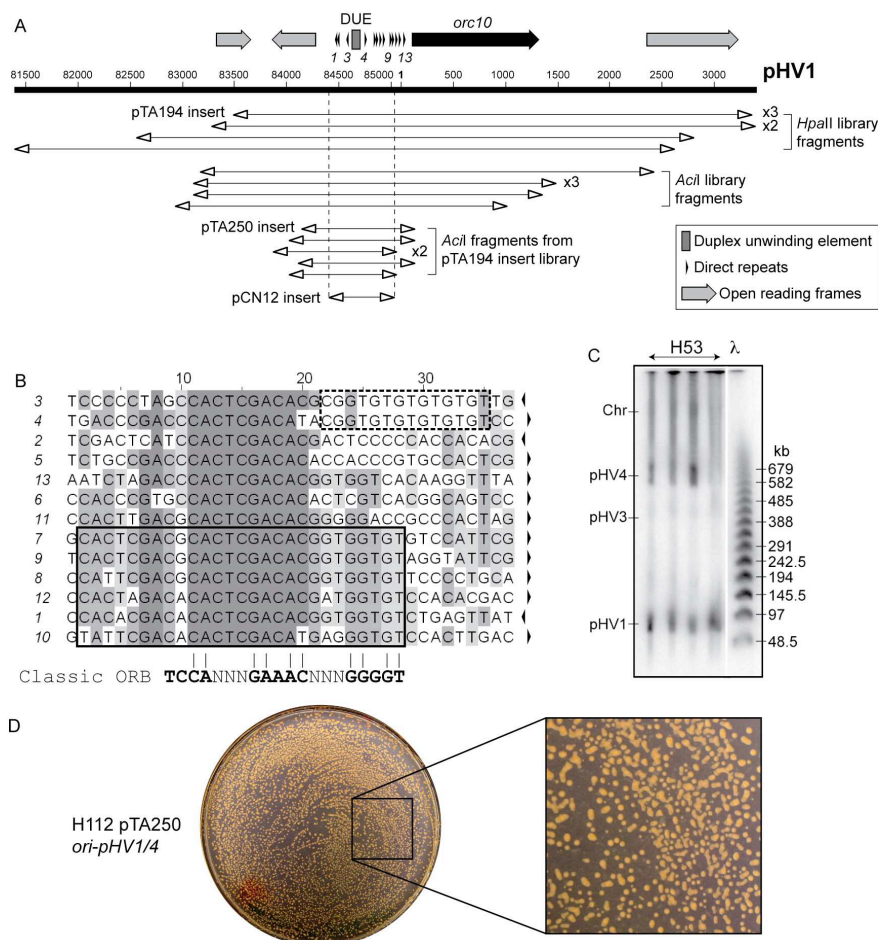 A
DUE
orc10
1 3 4 9 13
81500 82000 82500 83000 83500 84000 84500 85000 1 500 1000 1500 2000 2500 3000
pHV1
pTA194 insert
x3
x2
HpaII library
fragments
x3
AciI library
fragments
pTA250 insert
x2
AciI fragments from
pTA194 insert library
pCN12 insert
Duplex unwinding element
Direct repeats
Open reading frames
B
10 20 30
3 TCCCCCTAGCCACTCGACACGCGGTGTGTGTGTGTTG
4 TGACCCGACCCACTCGACATACGGTGTGTGTGTGTCC
2 TCGACTCATCCACTCGACACGACTCCCCCACCACACG
5 TCTGCCGACCCACTCGACACACCACCCGTGCCACTCG
13 AATCTAGACCCACTCGACACGGTGGTCACAAGGTTTA
6 CCACCCGTGCCACTCGACACACTCGTCACGGCAGTCC
11 CCACTTGACGCACTCGACACGGGGGACCGCCCACTAG
7 GCACTCGACGCACTCGACACGGTGGTGTGTCCATTCG
9 TCACTCGACGCACTCGACACGGTGGTGTAGGTATTCG
8 CCATTCGACGCACTCGACACGGTGGTGTTCCCCTGCA
12 CCACTAGACACACTCGACACGGTGGTGTCCACACGAC
1 CCACACGACACACTCGACACGGTGGTGTCTGAGTTAT
10 GTATTCGACACACTCGACATGAGGGTGTCCACTTGAC
Classic ORB TCCANNNGAAACNNNGGGGT
C
H53 λ
Chr
pHV4
pHV3
pHV1
kb
679
582
485
388
291
242.5
194
145.5
97
48.5
D
H112 pTA250
ori-pHV1/4